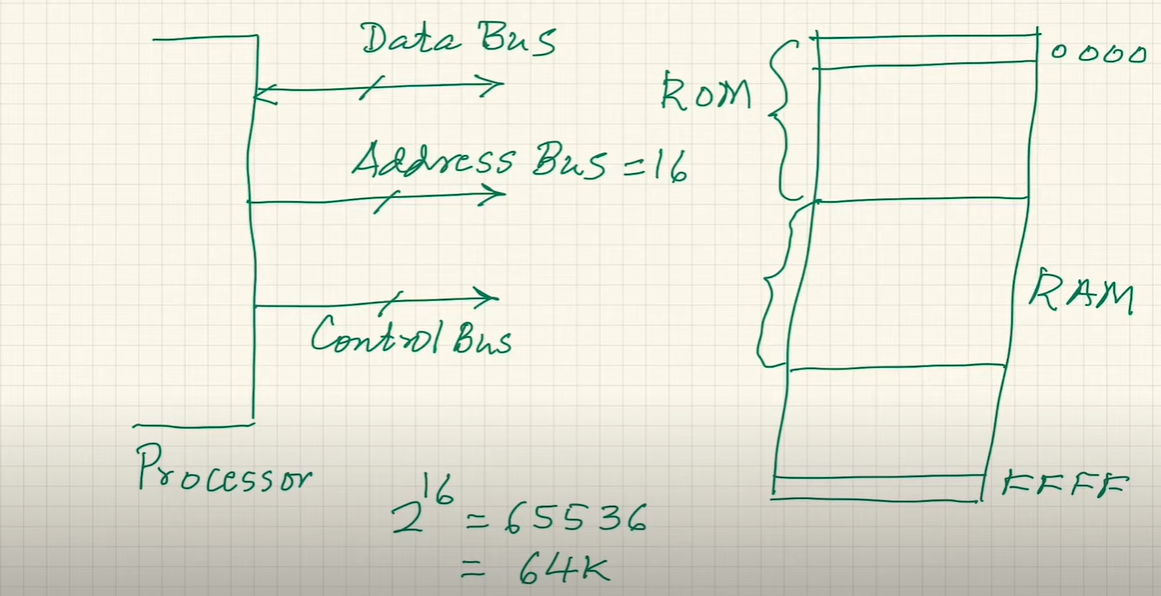 Data Bus
Address Bus = 16
Control Bus
Processor
2^16 = 65536
= 64K
ROM
0000
RAM
FFFF